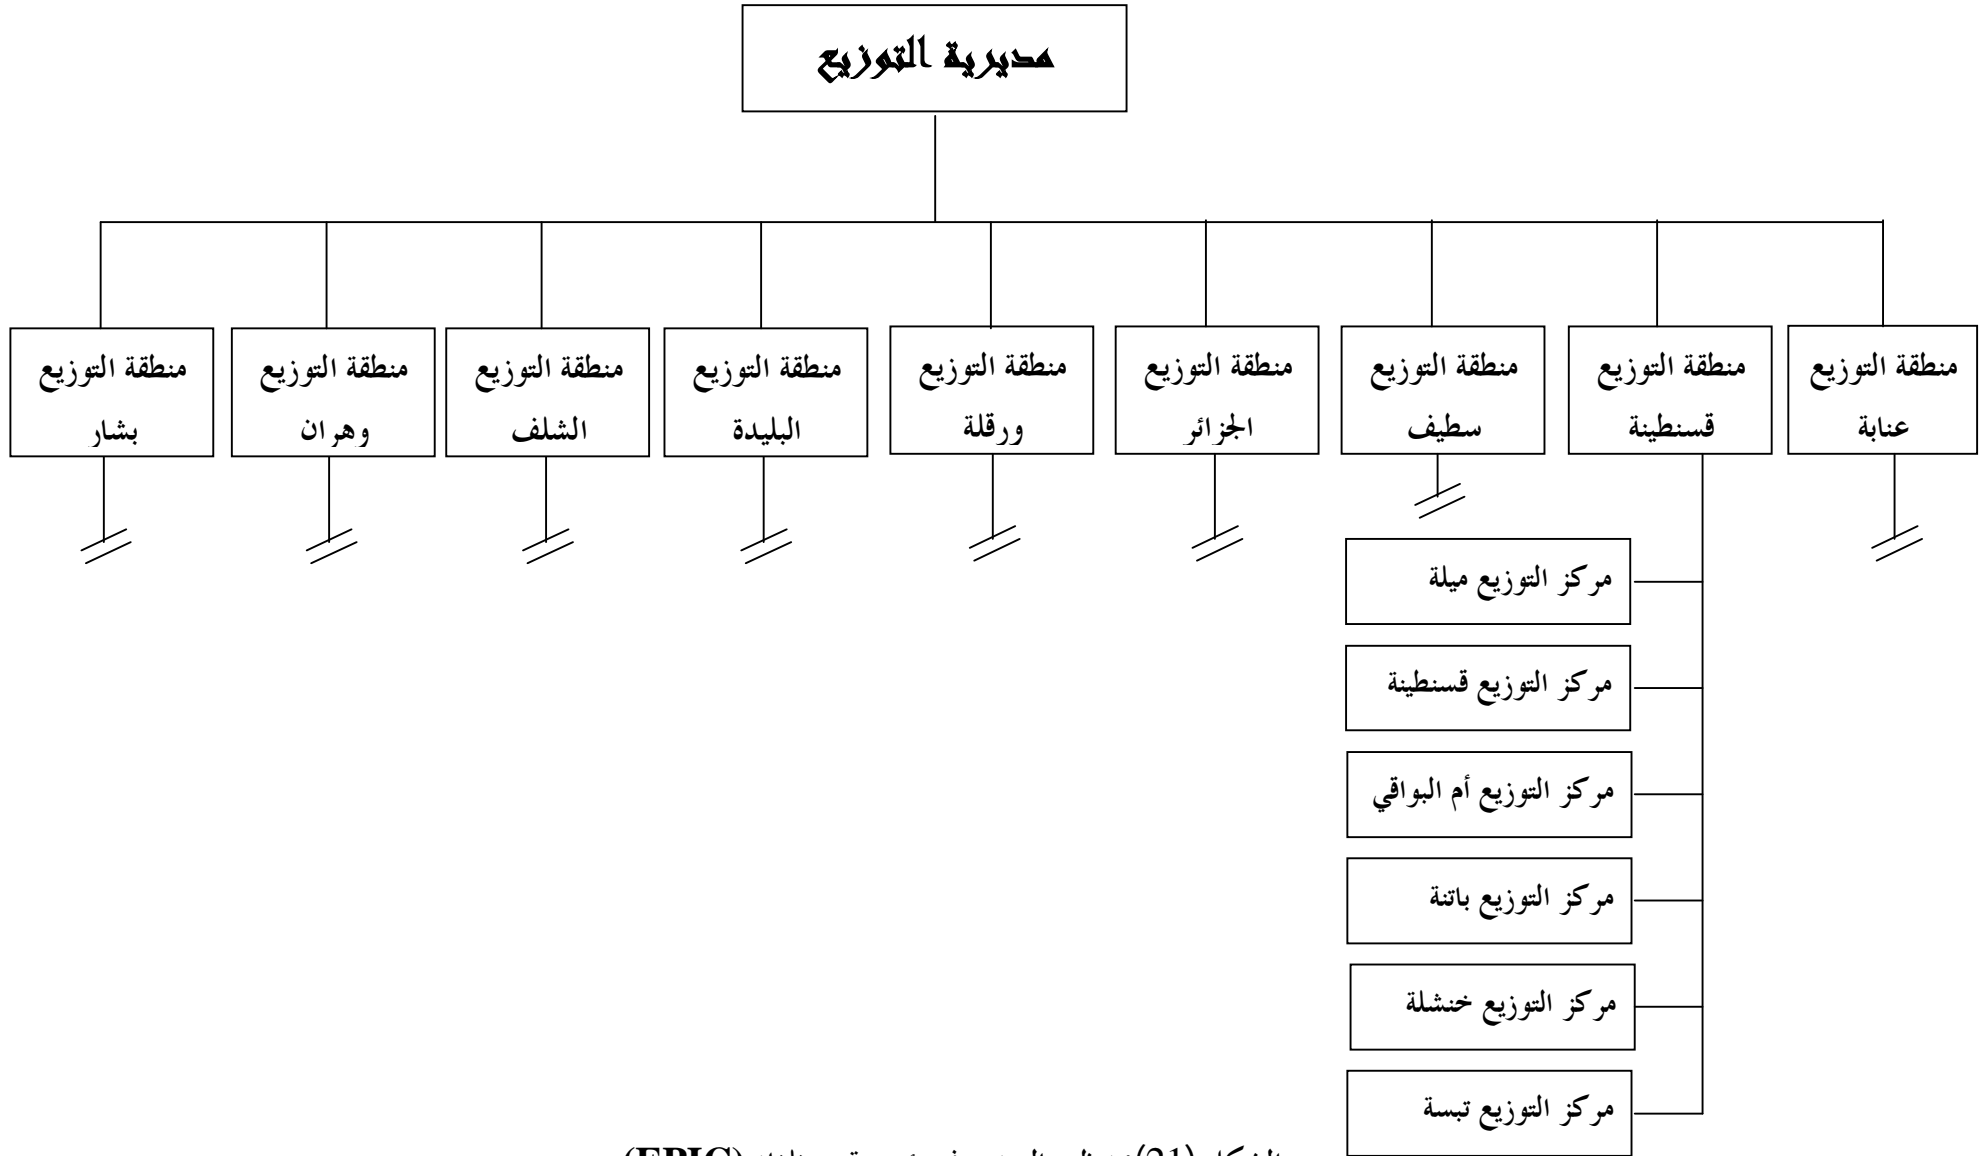 مديرية التوزيع
منطقة التوزيع
عنابة
منطقة التوزيع
قسنطينة
منطقة التوزيع
سطيف
منطقة التوزيع
الجزائر
منطقة التوزيع
ورقلة
منطقة التوزيع
البليدة
منطقة التوزيع
الشلف
منطقة التوزيع
وهران
منطقة التوزيع
بشار
مركز التوزيع ميلة
مركز التوزيع قسنطينة
مركز التوزيع أم البواقي
مركز التوزيع باتنة
مركز التوزيع خنشلة
مركز التوزيع تبسة
(21) (EPIC)